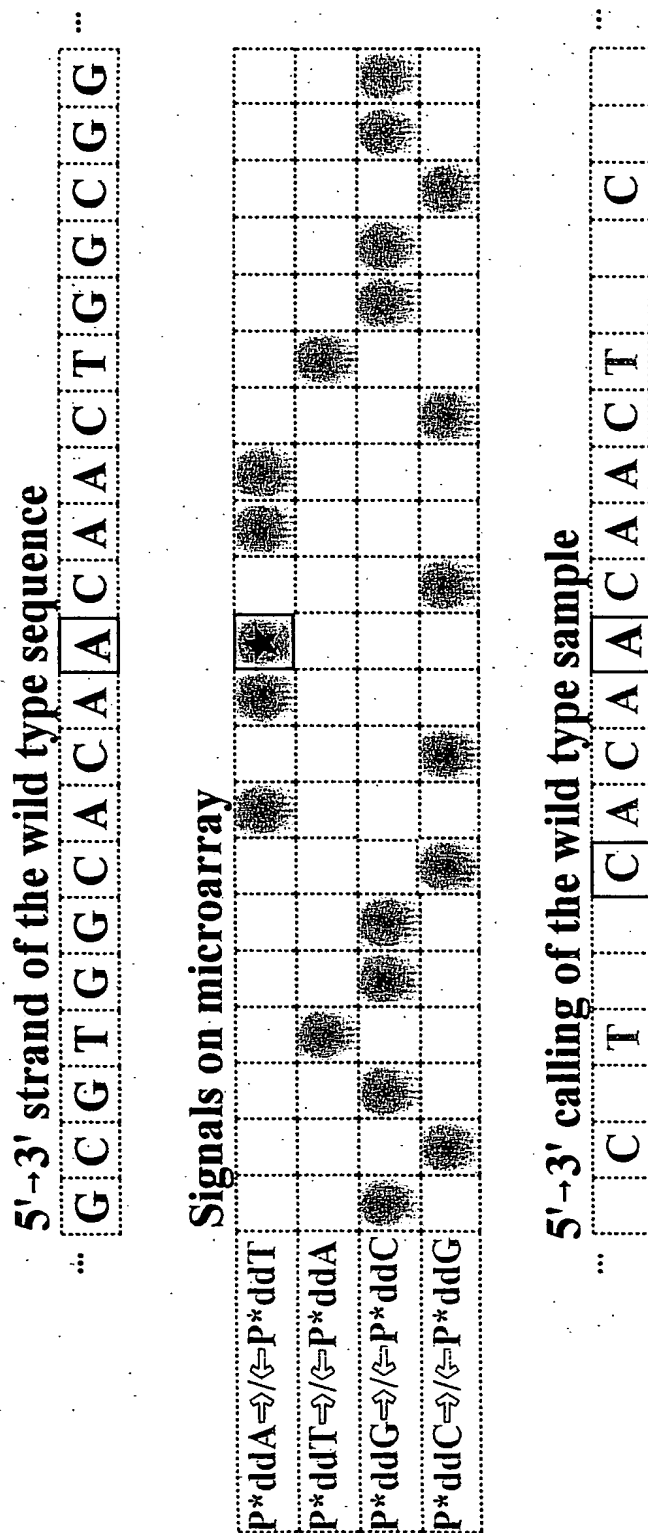 5'→3' strand of the wild type sequence
... G C G T G G C A C A A C A A C T G G C G G ...
Signals on microarray
P*ddA⇨/⇦P*ddT
P*ddT⇨/⇦P*ddA
P*ddG⇨/⇦P*ddC
P*ddC⇨/⇦P*ddG
5'→3' calling of the wild type sample
... C T C A C A A C A A C T C ...